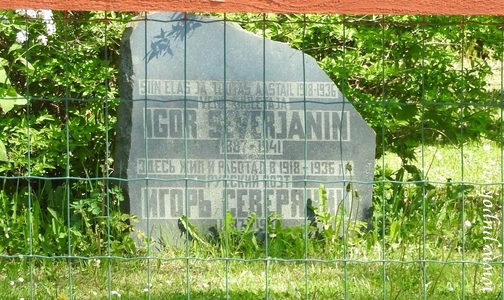 SIIN ELAS JA TÖÖTAS AASTAIL 1918-1936
VENE LUULETAJA
IGOR SEVERJANIN
1887-1941
ЗДЕСЬ ЖИЛ И РАБОТАЛ В 1918-1936 г.г.
РУССКИЙ ПОЭТ
ИГОРЬ СЕВЕРЯНИН